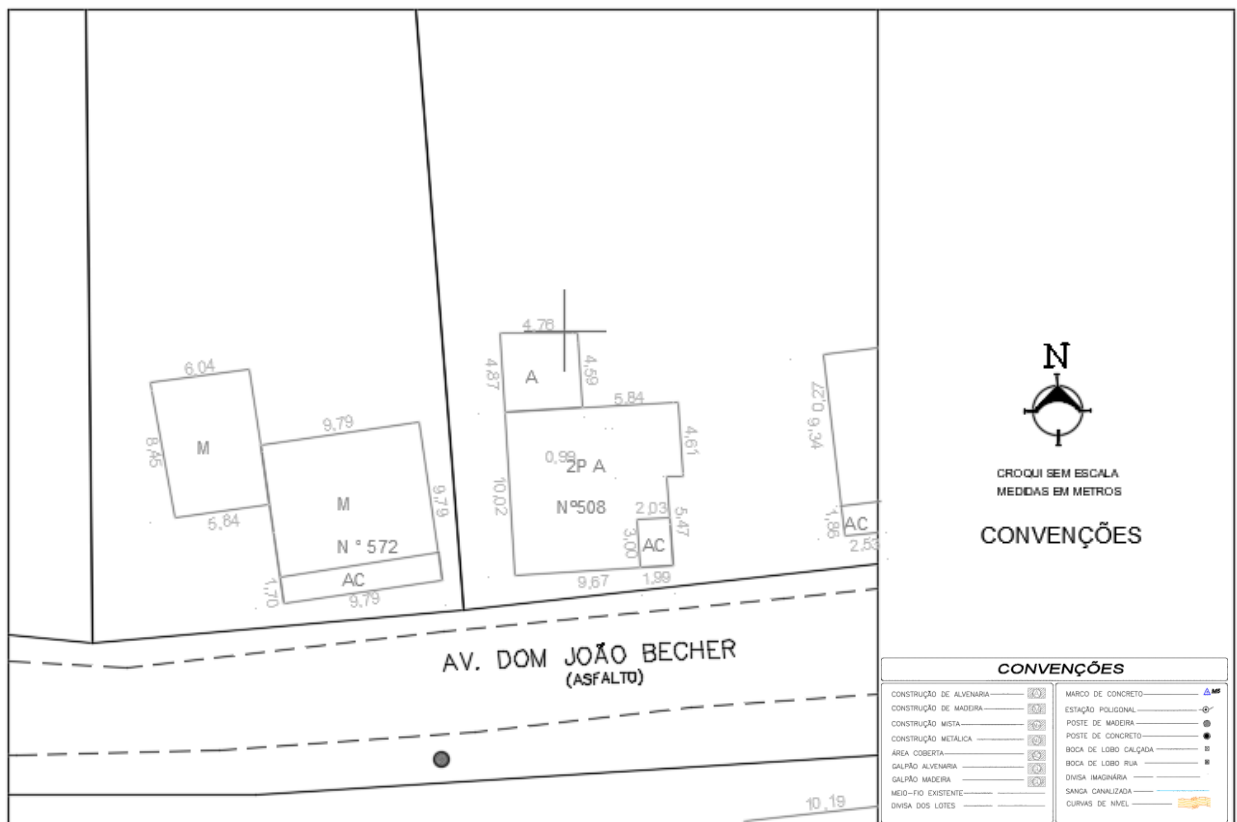 6,04
8,45
M
5,84
9,79
M
9,79
N ° 572
AC
1,70
9,79
4,78
4,87
A
4,59
5,84
4,61
0,99
2P A
10,02
Nº508
2,03
5,47
3,00
AC
9,67
1,99
0,27
9,34
1,86
AC
2,53
AV. DOM JOÃO BECHER
(ASFALTO)
10,19
N
CROQUI SEM ESCALA
MEDIDAS EM METROS
CONVENÇÕES
CONVENÇÕES
CONSTRUÇÃO DE ALVENARIA
CONSTRUÇÃO DE MADEIRA
CONSTRUÇÃO MISTA
CONSTRUÇÃO METÁLICA
ÁREA COBERTA
GALPÃO ALVENARIA
GALPÃO MADEIRA
MEIO-FIO EXISTENTE
DIVISA DOS LOTES
MARCO DE CONCRETO
ESTAÇÃO POLIGONAL
POSTE DE MADEIRA
POSTE DE CONCRETO
BOCA DE LOBO CALÇADA
BOCA DE LOBO RUA
DIVISA IMAGINÁRIA
SANGA CANALIZADA
CURVAS DE NÍVEL